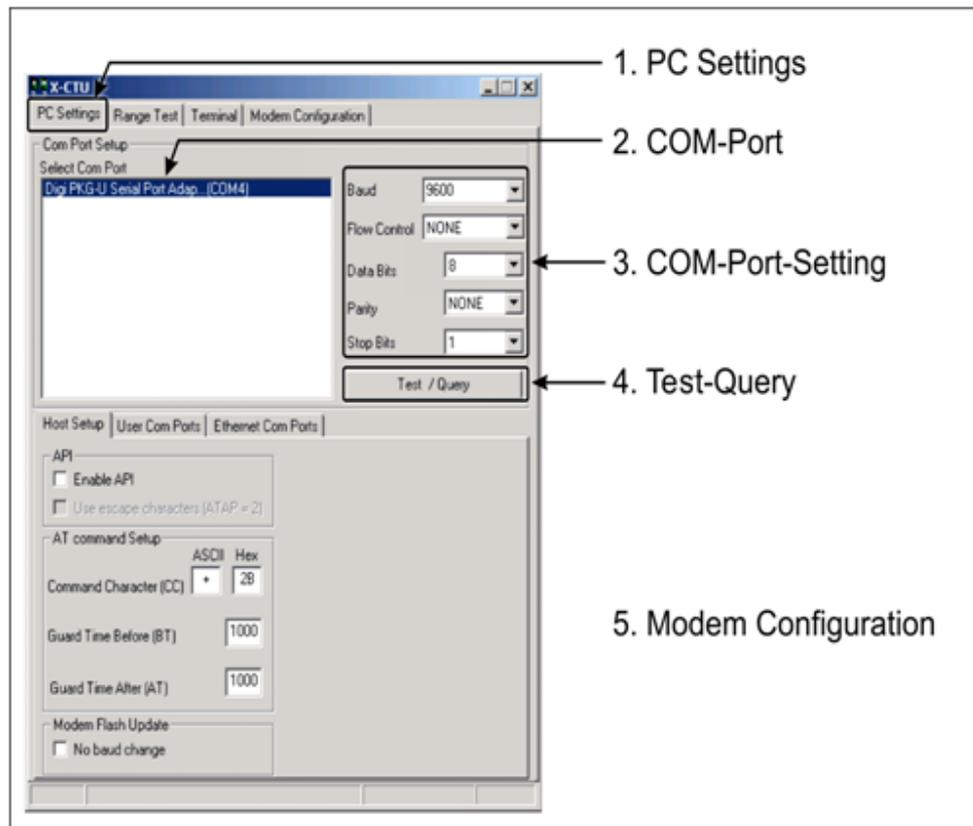 1. PC Settings
X-CTU
PC Settings Range Test Terminal Modem Configuration
2. COM-Port
Com Port Setup
Select Com Port
Digi PKG-U Serial Port Adap...(COM4)
Baud 9600
Flow Control NONE
Data Bits 8
3. COM-Port-Setting
Parity NONE
Stop Bits 1
Test / Query
4. Test-Query
Host Setup User Com Ports Ethernet Com Ports
API
Enable API
Use escape characters (ATAP = 2)
AT command Setup
ASCII Hex
Command Character (CC) + 2B
Guard Time Before (BT) 1000
5. Modem Configuration
Guard Time After (AT) 1000
Modem Flash Update
No baud change